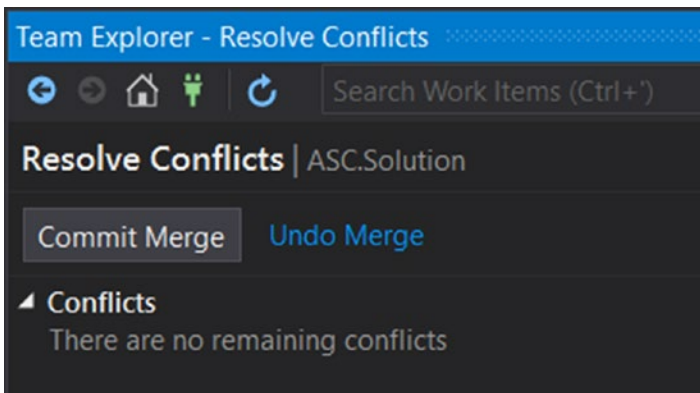 Team Explorer - Resolve Conflicts
Search Work Items (Ctrl+')
Resolve Conflicts | ASC.Solution
Commit Merge Undo Merge
Conflicts
There are no remaining conflicts